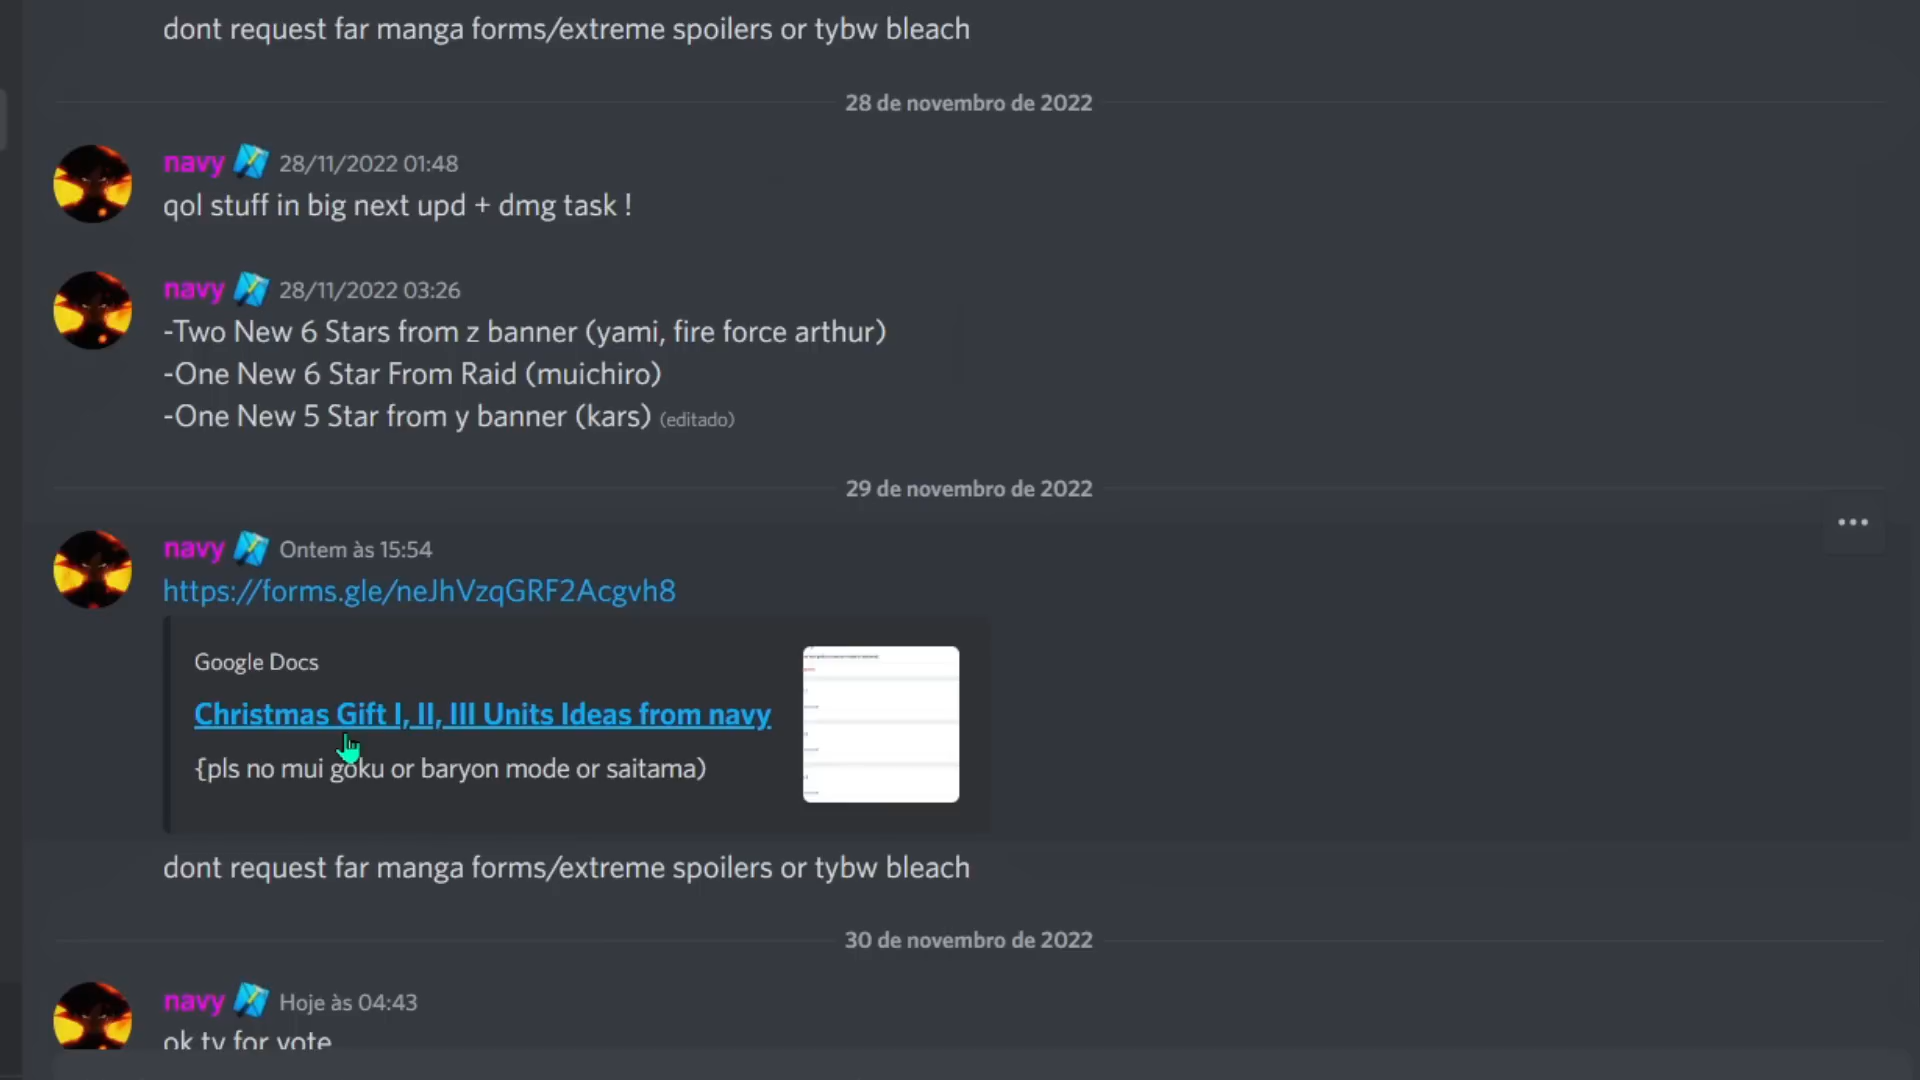 dont request far manga forms/extreme spoilers or tybw bleach
28 de novembro de 2022
navy 28/11/2022 01:48
qol stuff in big next upd + dmg task !
navy 28/11/2022 03:26
-Two New 6 Stars from z banner (yami, fire force arthur)
-One New 6 Star From Raid (muichiro)
-One New 5 Star from y banner (kars) (editado)
29 de novembro de 2022
navy Ontem às 15:54
https://forms.gle/neJhVzqGRF2Acgvh8
Google Docs
Christmas Gift I, II, III Units Ideas from navy
{pls no mui goku or baryon mode or saitama)
dont request far manga forms/extreme spoilers or tybw bleach
30 de novembro de 2022
navy Hoje às 04:43
ok ty for vote